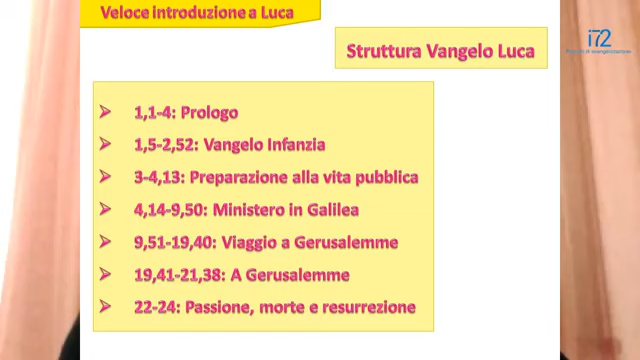 Veloce introduzione a Luca
Struttura Vangelo Luca
i72
1,1-4: Prologo
1,5-2,52: Vangelo Infanzia
3-4,13: Preparazione alla vita pubblica
4,14-9,50: Ministero in Galilea
9,51-19,40: Viaggio a Gerusalemme
19,41-21,38: A Gerusalemme
22-24: Passione, morte e resurrezione